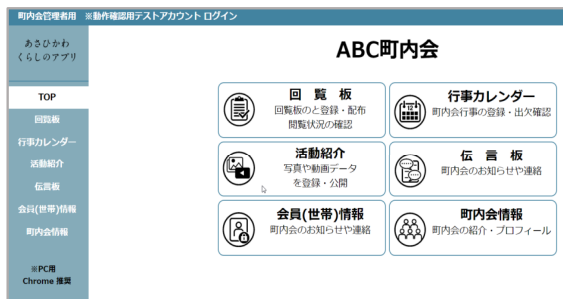 町内会管理者用 ※動作確認用テストアカウント ログイン
あさひかわ
くらしのアプリ
TOP
回覧板
行事カレンダー
活動紹介
伝言板
会員(世帯)情報
町内会情報
※PC用
Chrome 推奨
ABC町内会
回 覧 板
回覧板のと登録・配布
閲覧状況の確認
行事カレンダー
町内会行事の登録・出欠確認
活動紹介
写真や動画データ
を登録・公開
伝 言 板
町内会のお知らせや連絡
会員(世帯)情報
町内会のお知らせや連絡
町内会情報
町内会の紹介・プロフィール